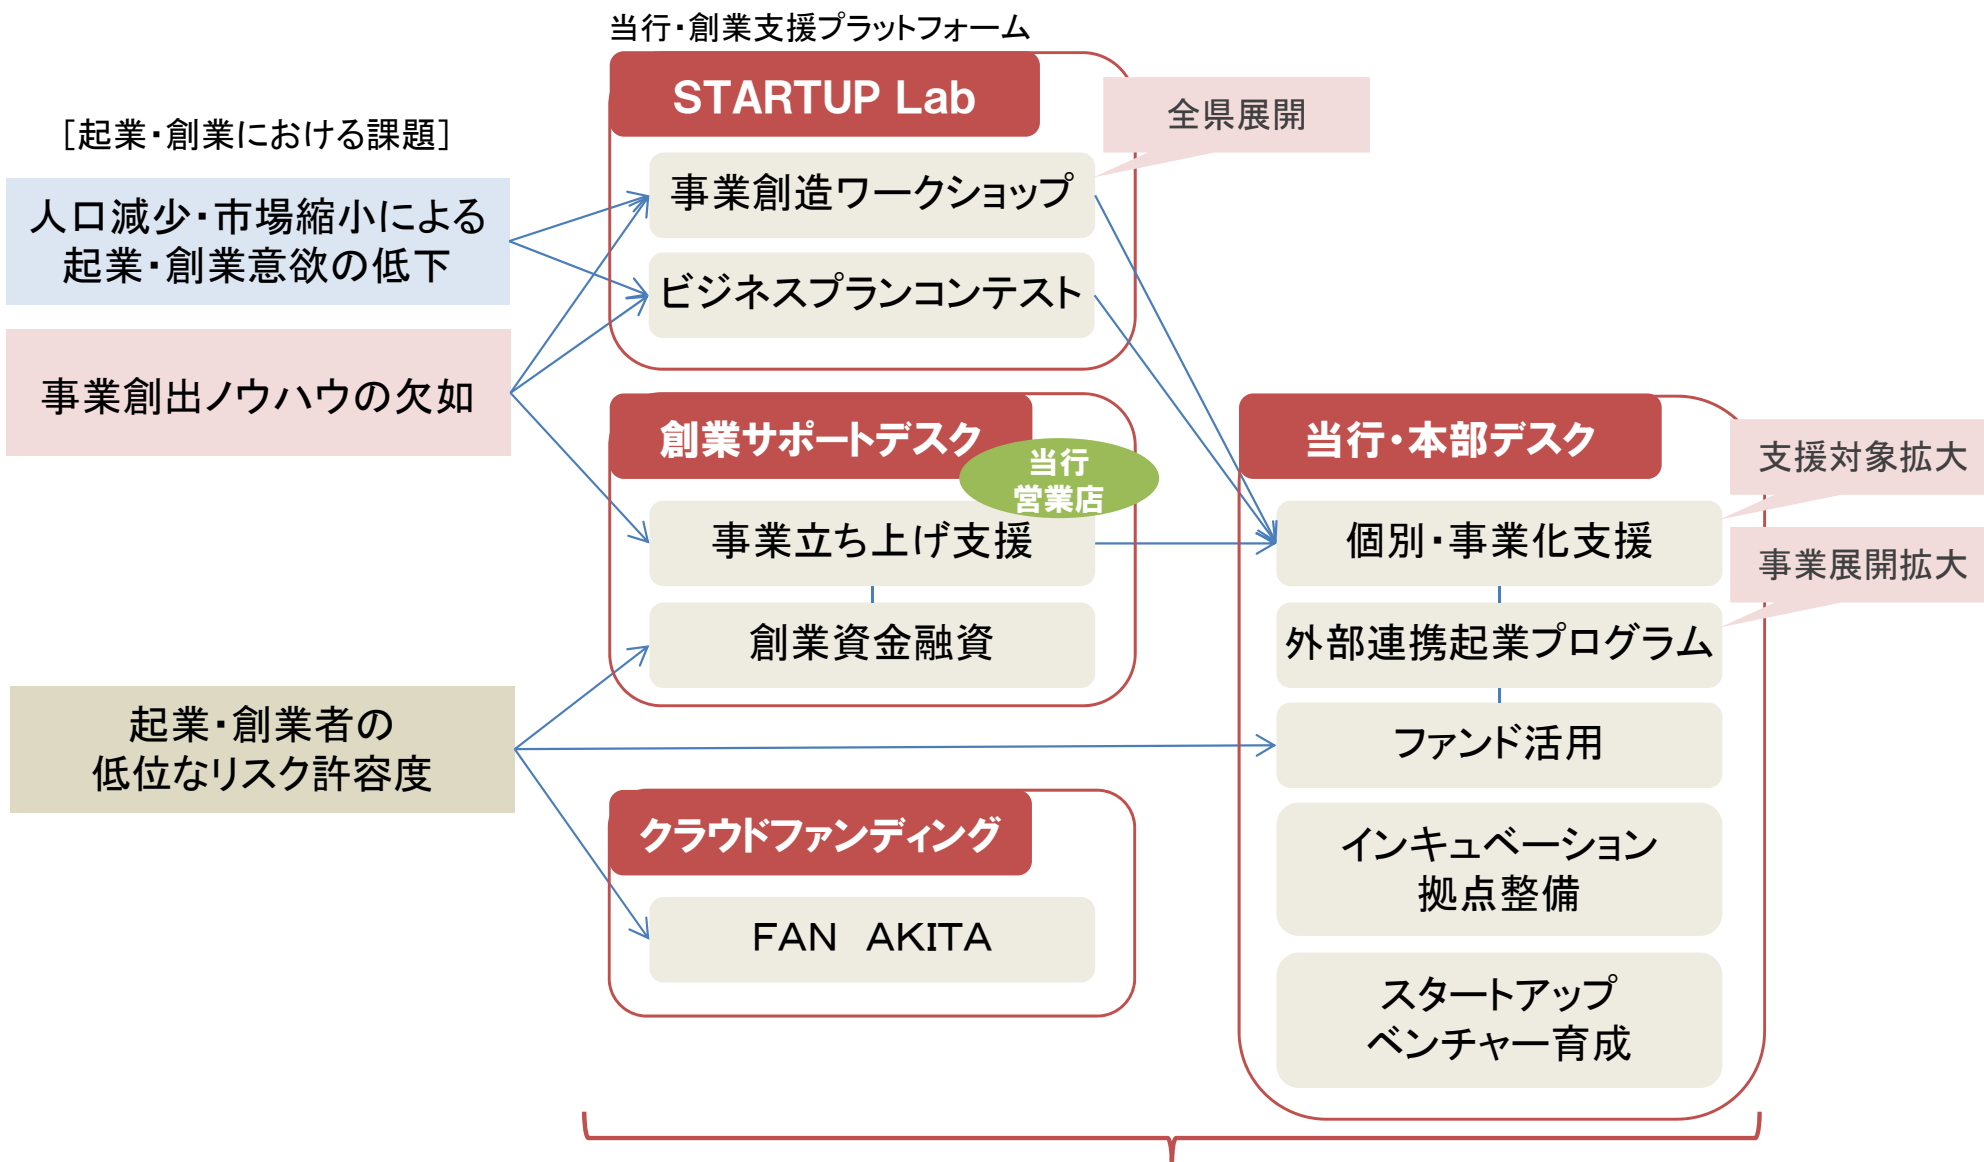 当行・創業支援プラットフォーム
STARTUP Lab
全県展開
事業創造ワークショップ
ビジネスプランコンテスト
［起業・創業における課題］
人口減少・市場縮小による
起業・創業意欲の低下
事業創出ノウハウの欠如
起業・創業者の
低位なリスク許容度
創業サポートデスク
当行
営業店
事業立ち上げ支援
創業資金融資
クラウドファンディング
FAN　AKITA
当行・本部デスク
支援対象拡大
個別・事業化支援
事業展開拡大
外部連携起業プログラム
ファンド活用
インキュベーション
拠点整備
スタートアップ
ベンチャー育成